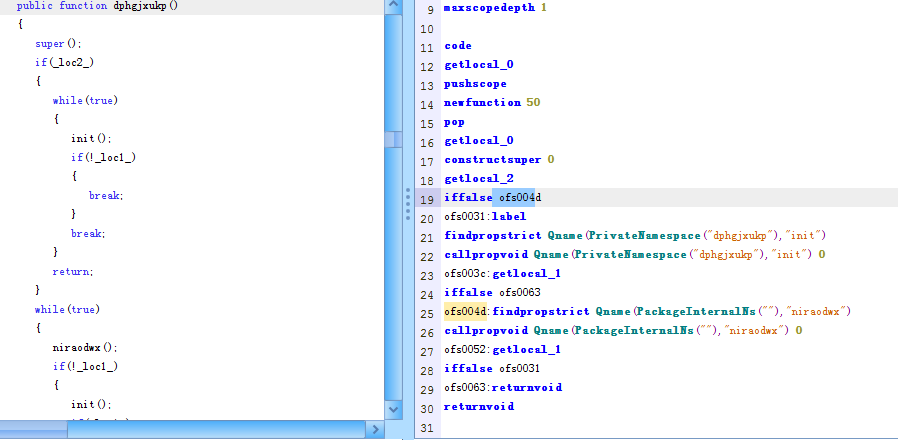 public function dphgjxukp()
{
super();
if(_loc2_)
{
while(true)
{
init();
if(!_loc1_)
{
break;
}
break;
}
return;
}
while(true)
{
niraodwx();
if(!_loc1_)
{
init();
9 maxscopedepth 1
10
11 code
12 getlocal_0
13 pushscope
14 newfunction 50
15 pop
16 getlocal_0
17 constructsuper 0
18 getlocal_2
19 iffalse ofs004d
20 ofs0031:label
21 findpropstrict Qname(PrivateNamespace("dphgjxukp"),"init")
22 callpropvoid Qname(PrivateNamespace("dphgjxukp"),"init") 0
23 ofs003c:getlocal_1
24 iffalse ofs0063
25 ofs004d:findpropstrict Qname(PackageInternalNs(""),"niraodwx")
26 callpropvoid Qname(PackageInternalNs(""),"niraodwx") 0
27 ofs0052:getlocal_1
28 iffalse ofs0031
29 ofs0063:returnvoid
30 returnvoid
31